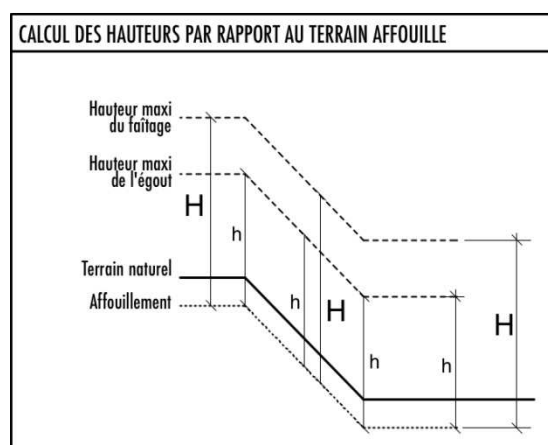 CALCUL DES HAUTEURS PAR RAPPORT AU TERRAIN AFFOUILLE
Hauteur maxi
du faîtage
Hauteur maxi
de l'égout
H
h
Terrain naturel
Affouillement
h
H
h
h
H